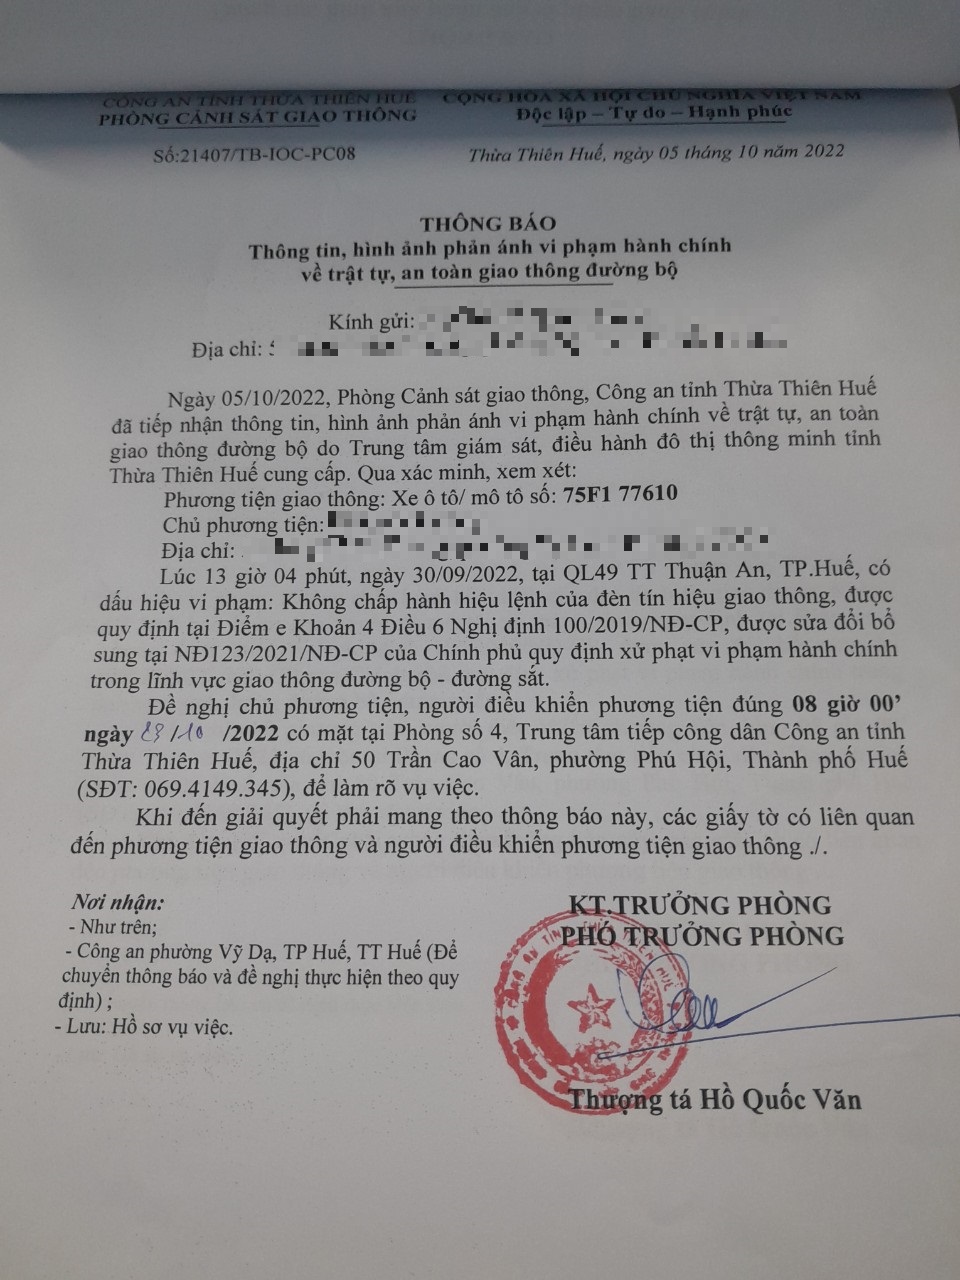 CÔNG AN TỈNH THỪA THIÊN HUẾ
PHÒNG CẢNH SÁT GIAO THÔNG
CỘNG HÒA XÃ HỘI CHỦ NGHĨA VIỆT NAM
Độc lập – Tự do – Hạnh phúc
Số:21407/TB-IOC-PC08
Thừa Thiên Huế, ngày 05 tháng 10 năm 2022
THÔNG BÁO
Thông tin, hình ảnh phản ánh vi phạm hành chính
về trật tự, an toàn giao thông đường bộ
Kính gửi:
Địa chỉ:
Ngày 05/10/2022, Phòng Cảnh sát giao thông, Công an tỉnh Thừa Thiên Huế
đã tiếp nhận thông tin, hình ảnh phản ánh vi phạm hành chính về trật tự, an toàn
giao thông đường bộ do Trung tâm giám sát, điều hành đô thị thông minh tỉnh
Thừa Thiên Huế cung cấp. Qua xác minh, xem xét:
Phương tiện giao thông: Xe ô tô/ mô tô số: 75F1 77610
Chủ phương tiện:
Địa chỉ:
Lúc 13 giờ 04 phút, ngày 30/09/2022, tại QL49 TT Thuận An, TP.Huế, có
dấu hiệu vi phạm: Không chấp hành hiệu lệnh của đèn tín hiệu giao thông, được
quy định tại Điểm e Khoản 4 Điều 6 Nghị định 100/2019/NĐ-CP, được sửa đổi bổ
sung tại NĐ123/2021/NĐ-CP của Chính phủ quy định xử phạt vi phạm hành chính
trong lĩnh vực giao thông đường bộ - đường sắt.
Đề nghị chủ phương tiện, người điều khiển phương tiện đúng 08 giờ 00’
ngày /10 /2022 có mặt tại Phòng số 4, Trung tâm tiếp công dân Công an tỉnh
Thừa Thiên Huế, địa chỉ 50 Trần Cao Vân, phường Phú Hội, Thành phố Huế
(SĐT: 069.4149.345), để làm rõ vụ việc.
Khi đến giải quyết phải mang theo thông báo này, các giấy tờ có liên quan
đến phương tiện giao thông và người điều khiển phương tiện giao thông ./.
Nơi nhận:
- Như trên;
- Công an phường Vỹ Dạ, TP Huế, TT Huế (Để
chuyển thông báo và đề nghị thực hiện theo quy
định) ;
- Lưu: Hồ sơ vụ việc.
KT.TRƯỞNG PHÒNG
PHÓ TRƯỞNG PHÒNG
Thượng tá Hồ Quốc Văn